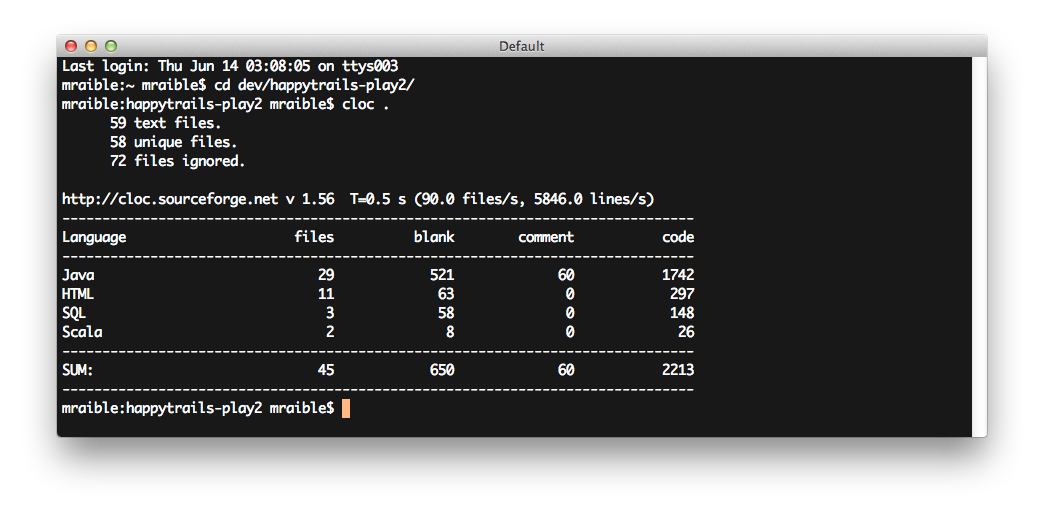 Default
Last login: Thu Jun 14 03:08:05 on ttys003
mraible:~ mraible$ cd dev/happytrails-play2/
mraible:happytrails-play2 mraible$ cloc .
      59 text files.
      58 unique files.
      72 files ignored.

http://cloc.sourceforge.net v 1.56  T=0.5 s (90.0 files/s, 5846.0 lines/s)
-------------------------------------------------------------------------------
Language                     files          blank        comment           code
-------------------------------------------------------------------------------
Java                            29            521             60           1742
HTML                            11             63              0            297
SQL                              3             58              0            148
Scala                            2              8              0             26
-------------------------------------------------------------------------------
SUM:                            45            650             60           2213
-------------------------------------------------------------------------------
mraible:happytrails-play2 mraible$